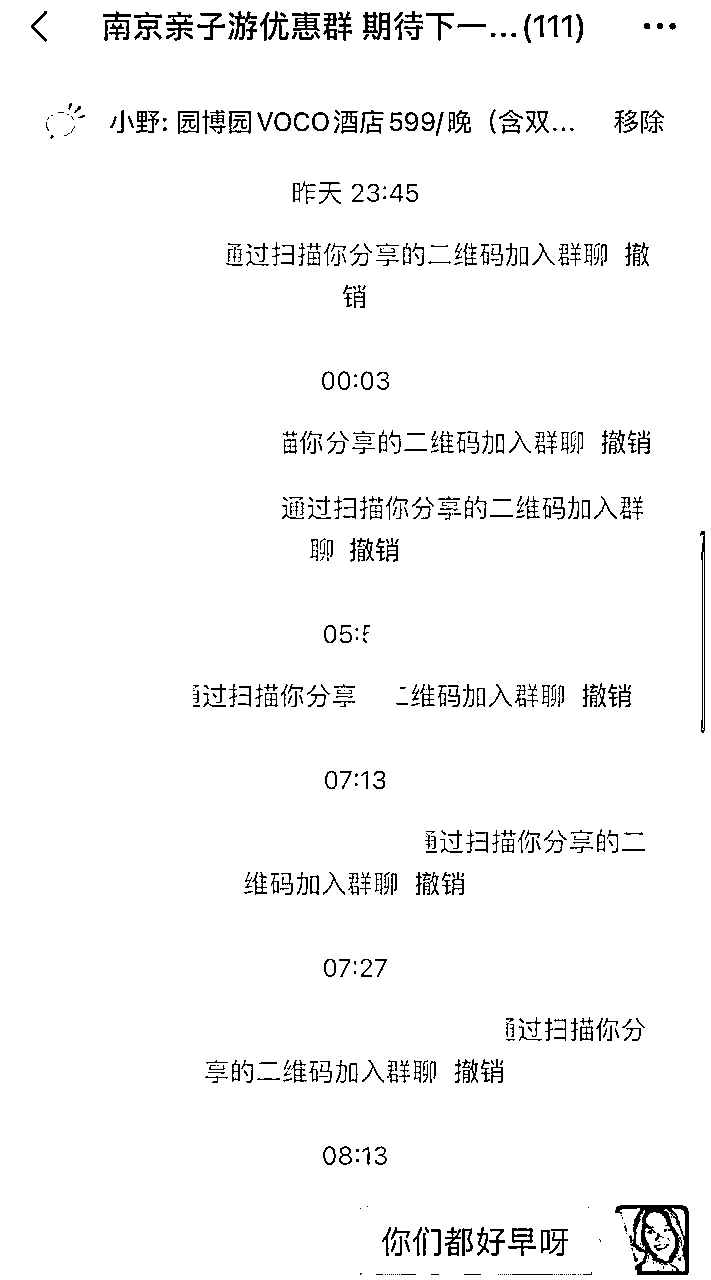 南京亲子游优惠群 期待下一...(111)
小野: 园博园VOCO酒店599/晚（含双... 移除
昨天 23:45
通过扫描你分享的二维码加入群聊 撤
销
00:03
描你分享的二维码加入群聊 撤销
通过扫描你分享的二维码加入群
聊 撤销
05:5
通过扫描你分享 二维码加入群聊 撤销
07:13
通过扫描你分享的二
维码加入群聊 撤销
07:27
通过扫描你分
享的二维码加入群聊 撤销
08:13
你们都好早呀